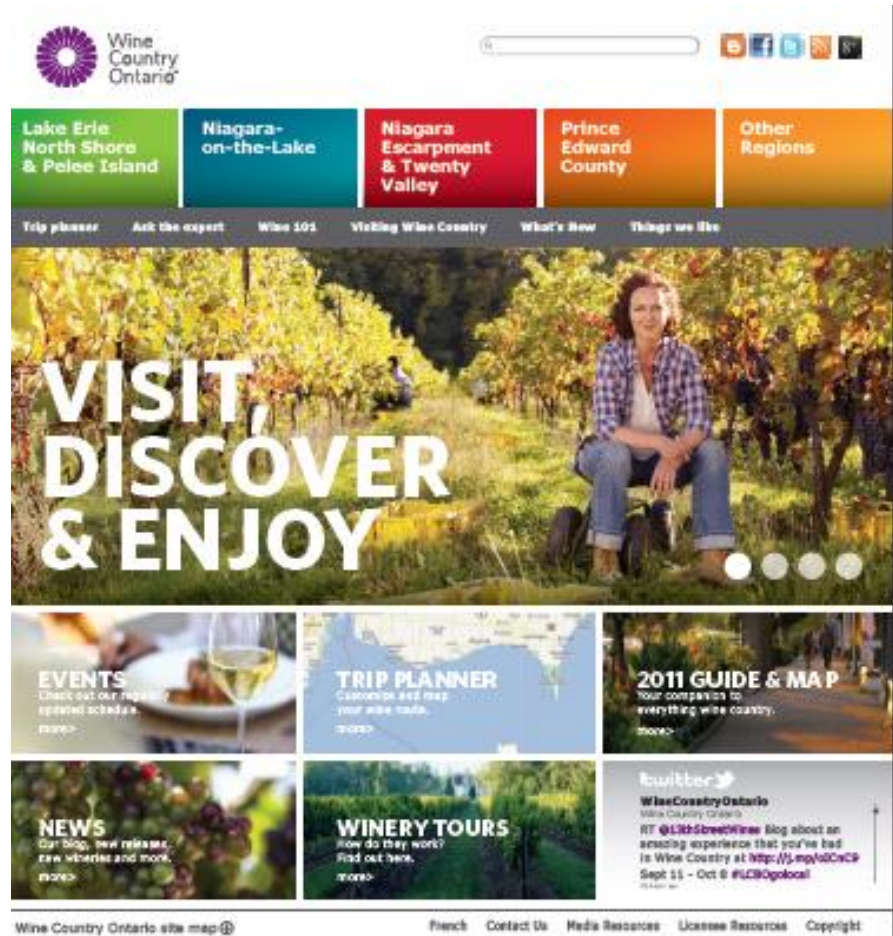 Wine
Country
Ontario
Lake Erie
North Shore
& Pelee Island
Niagara-
on-the-Lake
Niagara
Escarpment
& Twenty
Valley
Prince
Edward
County
Other
Regions
Trip planner Ask the expert Wine 101 Visiting Wine Country What's New Things we like
VISIT,
DISCOVER
& ENJOY
EVENTS
Check out our regularly
updated schedule.
more>
TRIP PLANNER
Customize and map
your wine route.
more>
2011 GUIDE & MAP
Your companion to
everything wine country.
more>
NEWS
Our blog, new releases,
new wineries and more.
more>
WINERY TOURS
How do they work?
Find out here.
more>
twitter
WineCountryOntario
Wine Country Ontario
RT @13thStreetWines Blog about an
amazing experience that you've had
in Wine Country at
Sept 15 - Oct 8 #LCBOgolocal
Wine Country Ontario site map
French Contact Us Media Resources Licensee Resources Copyright